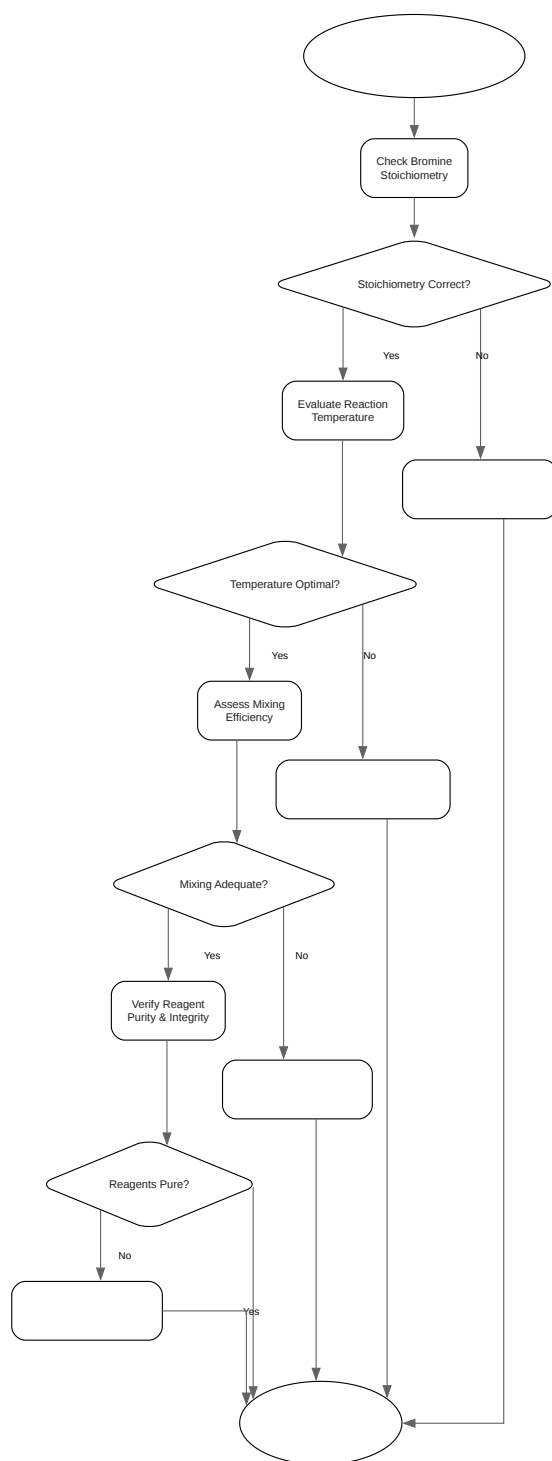 Check Bromine
Stoichiometry
Stoichiometry Correct?
Yes
No
Evaluate Reaction
Temperature
Temperature Optimal?
Yes
No
Assess Mixing
Efficiency
Mixing Adequate?
Yes
No
Verify Reagent
Purity & Integrity
Reagents Pure?
No
Yes